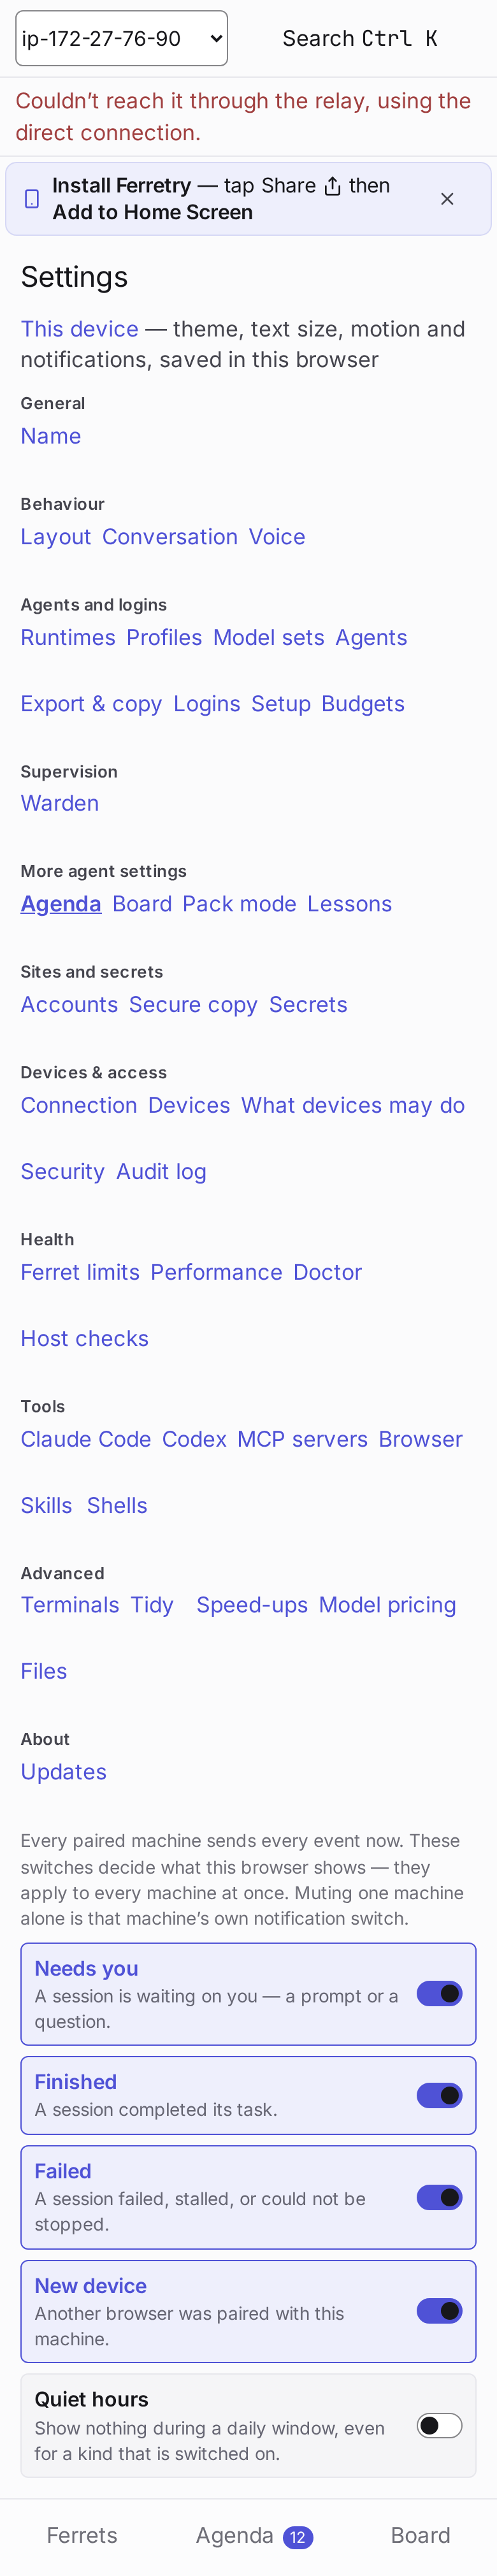 ip-172-27-76-90
Search Ctrl K
Couldn’t reach it through the relay, using the
direct connection.
Install Ferretry — tap Share then
Add to Home Screen
Settings
This device — theme, text size, motion and
notifications, saved in this browser
General
Name
Behaviour
Layout Conversation Voice
Agents and logins
Runtimes Profiles Model sets Agents
Export & copy Logins Setup Budgets
Supervision
Warden
More agent settings
Agenda Board Pack mode Lessons
Sites and secrets
Accounts Secure copy Secrets
Devices & access
Connection Devices What devices may do
Security Audit log
Health
Ferret limits Performance Doctor
Host checks
Tools
Claude Code Codex MCP servers Browser
Skills Shells
Advanced
Terminals Tidy Speed-ups Model pricing
Files
About
Updates
Every paired machine sends every event now. These
switches decide what this browser shows — they
apply to every machine at once. Muting one machine
alone is that machine’s own notification switch.
Needs you
A session is waiting on you — a prompt or a
question.
Finished
A session completed its task.
Failed
A session failed, stalled, or could not be
stopped.
New device
Another browser was paired with this
machine.
Quiet hours
Show nothing during a daily window, even
for a kind that is switched on.
Ferrets Agenda 12 Board